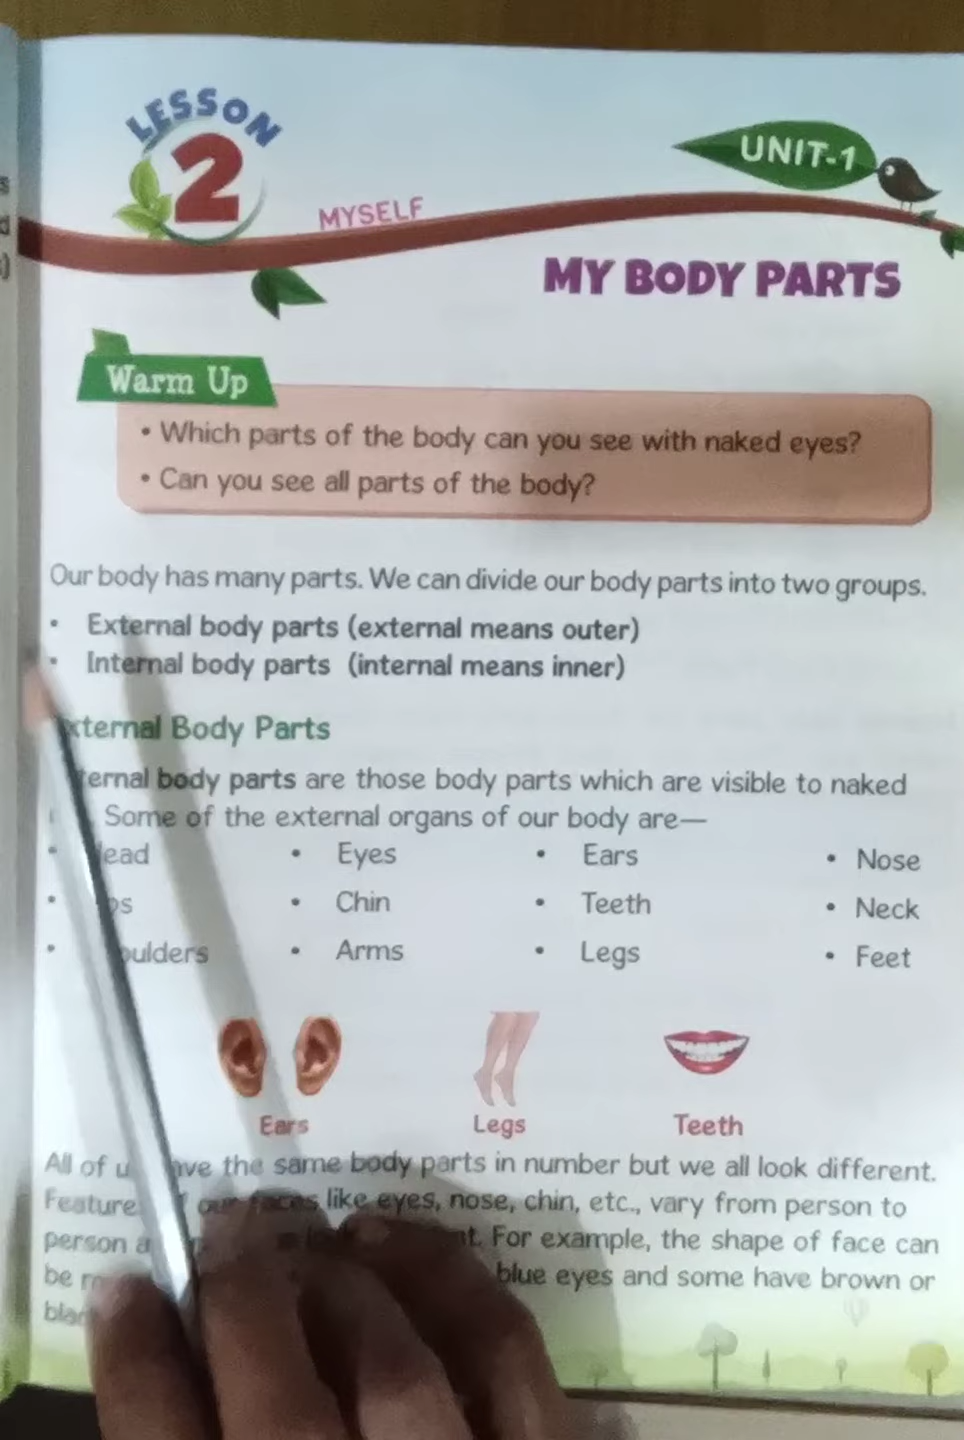 LESSON
2
UNIT-1
MYSELF
MY BODY PARTS
Warm Up
• Which parts of the body can you see with naked eyes?
• Can you see all parts of the body?
Our body has many parts. We can divide our body parts into two groups.
• External body parts (external means outer)
• Internal body parts (internal means inner)
xternal Body Parts
ternal body parts are those body parts which are visible to naked
Some of the external organs of our body are—
• ead • Eyes • Ears • Nose
• ps • Chin • Teeth • Neck
• oulders • Arms • Legs • Feet
Ears Legs Teeth
All of u ave the same body parts in number but we all look different.
Feature our faces like eyes, nose, chin, etc., vary from person to
person a t. For example, the shape of face can
be blue eyes and some have brown or